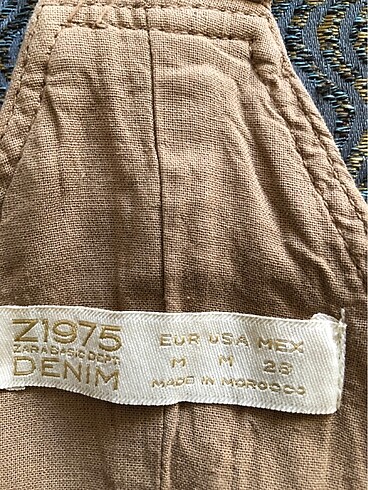 Z1975
ZARA BASIC DEPT.
DENIM
EUR USA MEX
M M 28
MADE IN MOROCCO